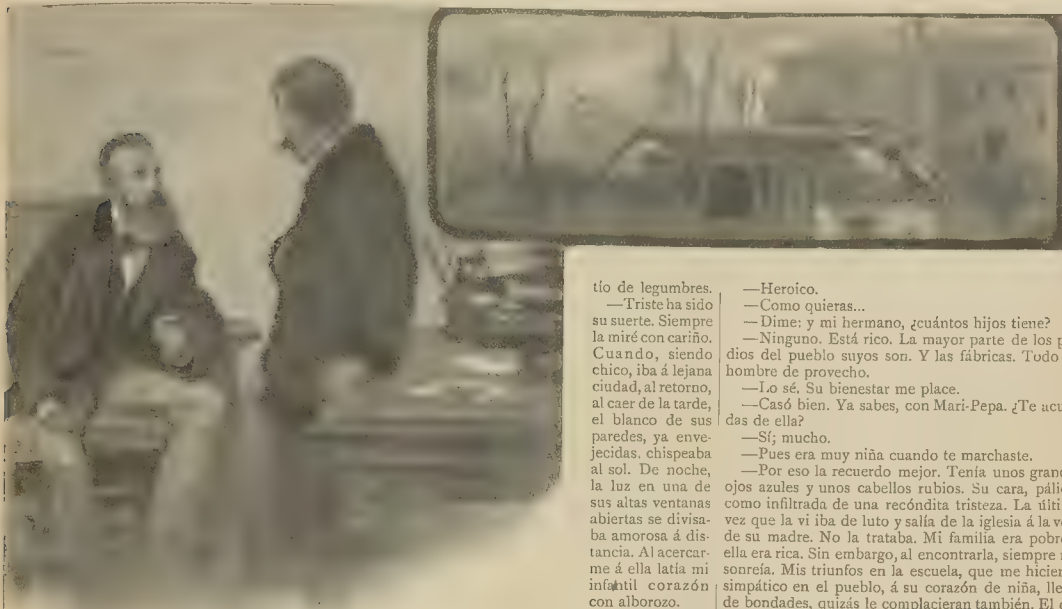 tío de legumbres.
—Triste ha sido
su suerte. Siempre
la miré con cariño.
Cuando, siendo
chico, iba á lejana
ciudad, al retorno,
al caer de la tarde,
el blanco de sus
paredes, ya enve-
jecidas, chispeaba
al sol. De noche,
la luz en una de
sus altas ventanas
abiertas se divisa-
ba amorosa á dis-
tancia. Al acercar-
me á ella latía mi
infantil corazón
con alborozo.
—Heroico.
—Como quieras...
—Dime: y mi hermano, ¿cuántos hijos tiene?
—Ninguno. Está rico. La mayor parte de los
dios del pueblo suyos son. Y las fábricas. Todo
hombre de provecho.
—Lo sé. Su bienestar me place.
—Casó bien. Ya sabes, con Mari-Pepa. ¿Te
das de ella?
—Sí; mucho.
—Pues era muy niña cuando te marchaste.
—Por eso la recuerdo mejor. Tenía unos
ojos azules y unos cabellos rubios. Su cara,
como infiltrada de una recóndita tristeza. La
vez que la vi iba de luto y salía de la iglesia á la
de su madre. No la trataba. Mi familia era
ella era rica. Sin embargo, al encontrarla, siempre
sonreía. Mis triunfos en la escuela, que me
simpático en el pueblo, á su corazón de niña,
de bondades, quizás le complacieran también. El